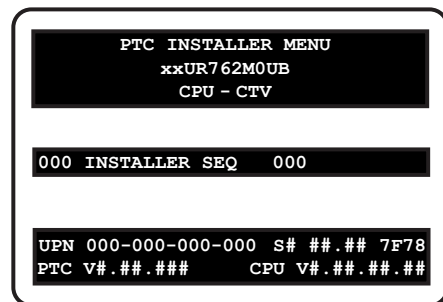 PTC INSTALLER MENU
xxUR762M0UB
CPU - CTV
000 INSTALLER SEQ 000
UPN 000-000-000-000 S# ##.## 7F78
PTC V#.##.### CPU V#.##.##.##